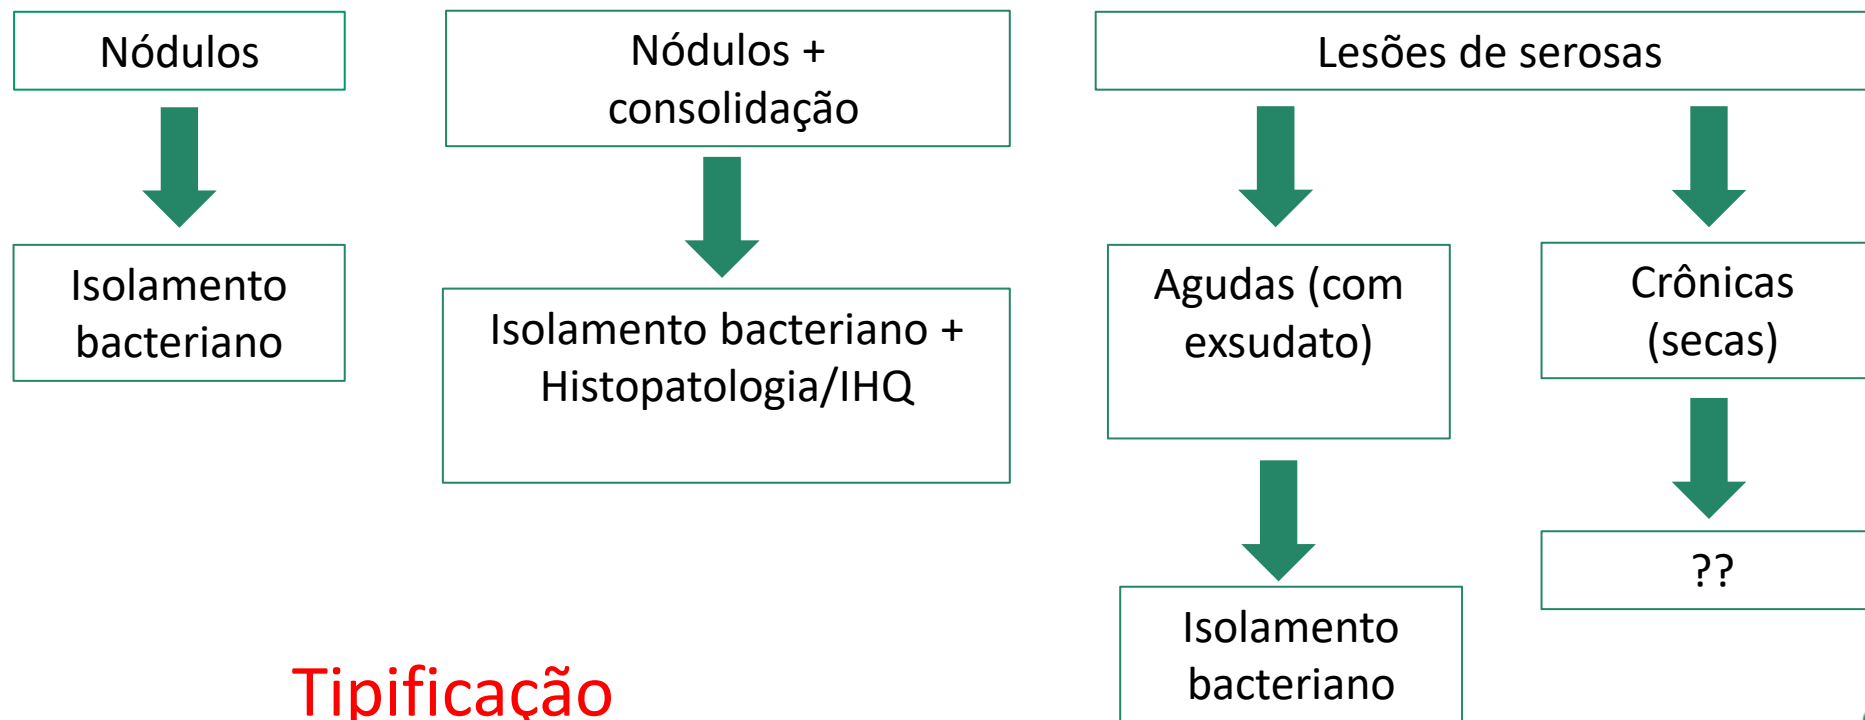 Nódulos
Isolamento
bacteriano
Nódulos +
consolidação
Isolamento bacteriano +
Histopatologia/IHQ
Lesões de serosas
Agudas (com
exsudato)
Isolamento
bacteriano
Crônicas
(secas)
??
Tipificação